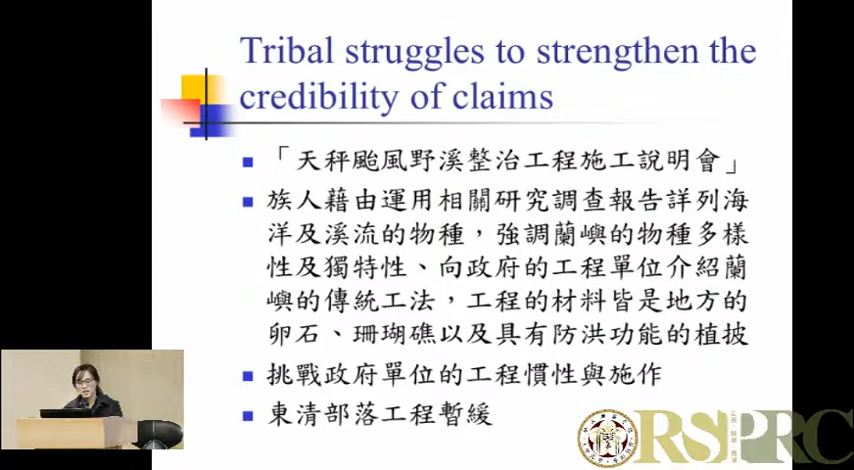 Tribal struggles to strengthen the
credibility of claims
「天秤颱風野溪整治工程施工說明會」
族人藉由運用相關研究調查報告詳列海
洋及溪流的物種，強調蘭嶼的物種多樣
性及獨特性、向政府的工程單位介紹蘭
嶼的傳統工法，工程的材料皆是地方的
卵石、珊瑚礁以及具有防洪功能的植披
挑戰政府單位的工程慣性與施作
東清部落工程暫緩
RSPRC